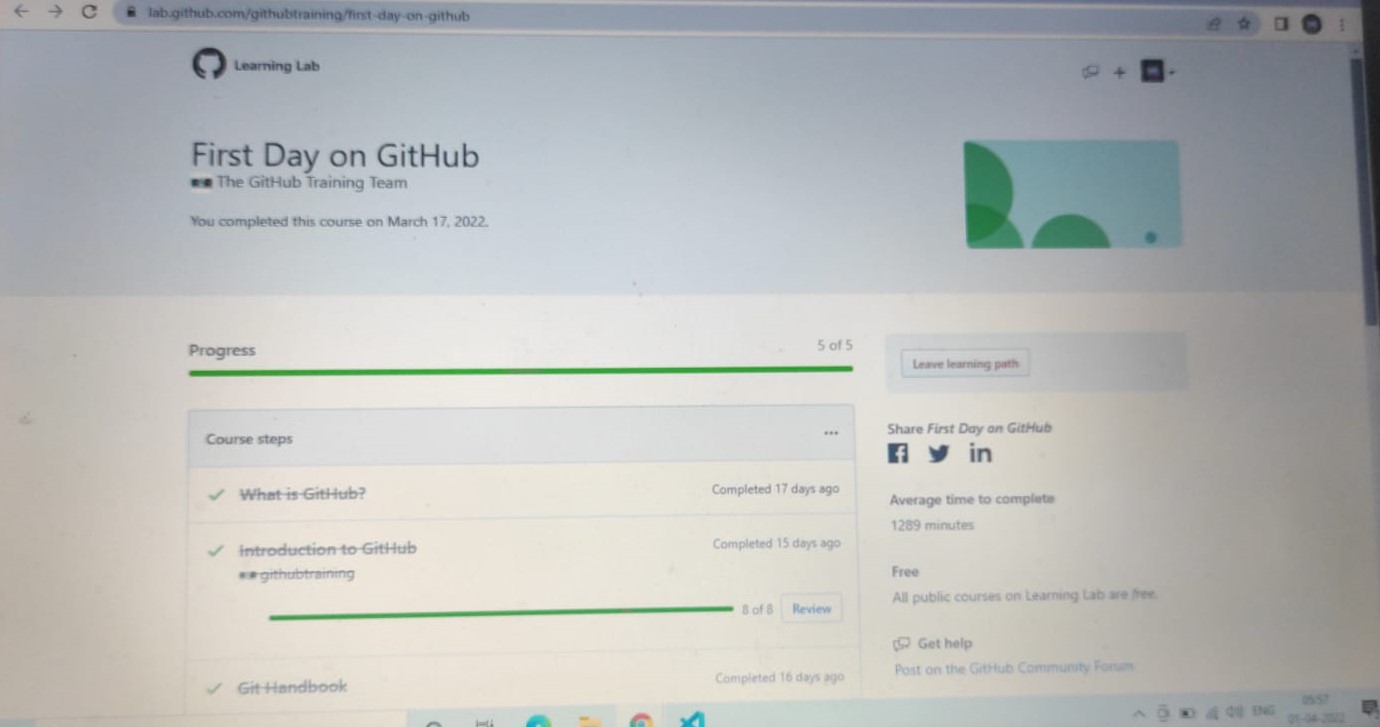 lab.github.com/githubtraining/first-day-on-github
Learning Lab
First Day on GitHub
The GitHub Training Team
You completed this course on March 17, 2022.
Progress
5 of 5
Leave learning path
Course steps
...
Share First Day on GitHub
What is GitHub?
Completed 17 days ago
Average time to complete
1289 minutes
Introduction to GitHub
Completed 15 days ago
githubtraining
Free
All public courses on Learning Lab are free.
8 of 8
Review
Get help
Post on the GitHub Community Forum
Git Handbook
Completed 16 days ago
ENG
05:57
01-04-2022